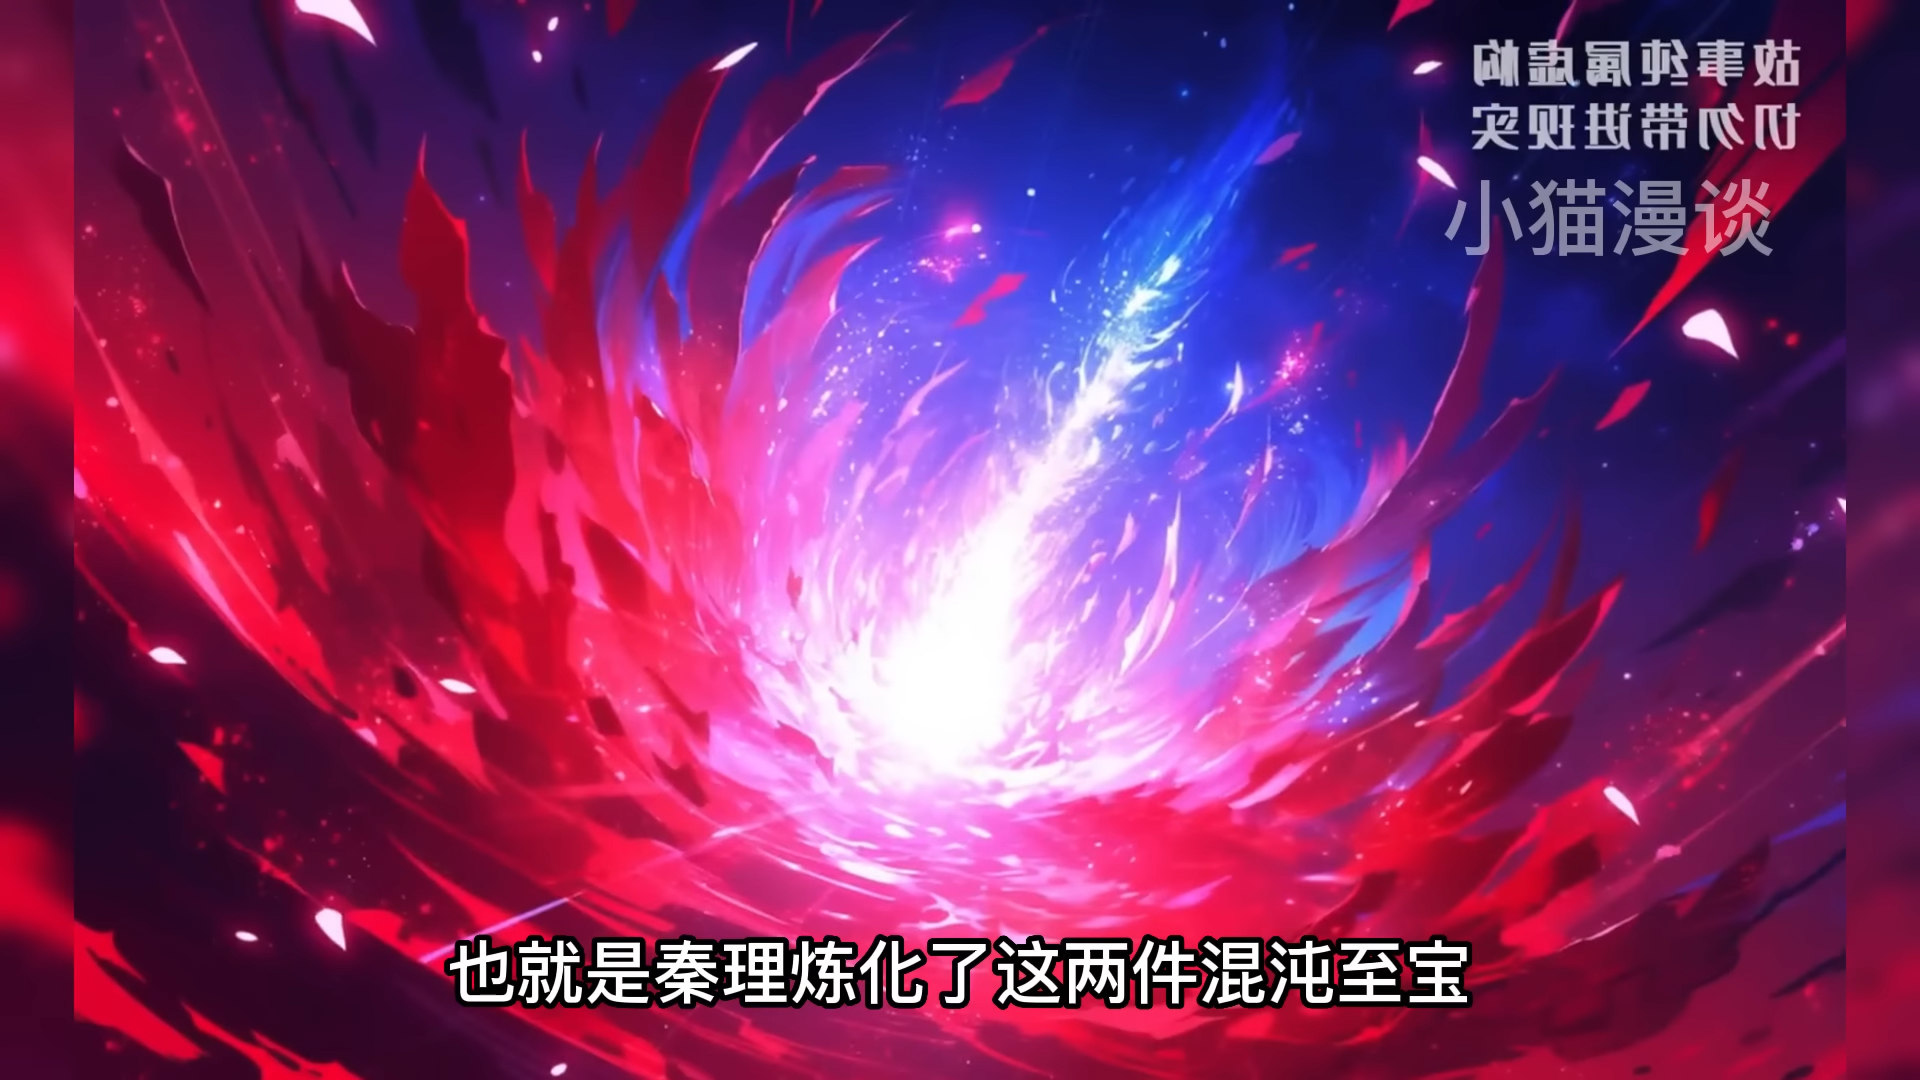 故事纯属虚构
切勿带进现实
小猫漫谈
也就是秦理炼化了这两件混沌至宝